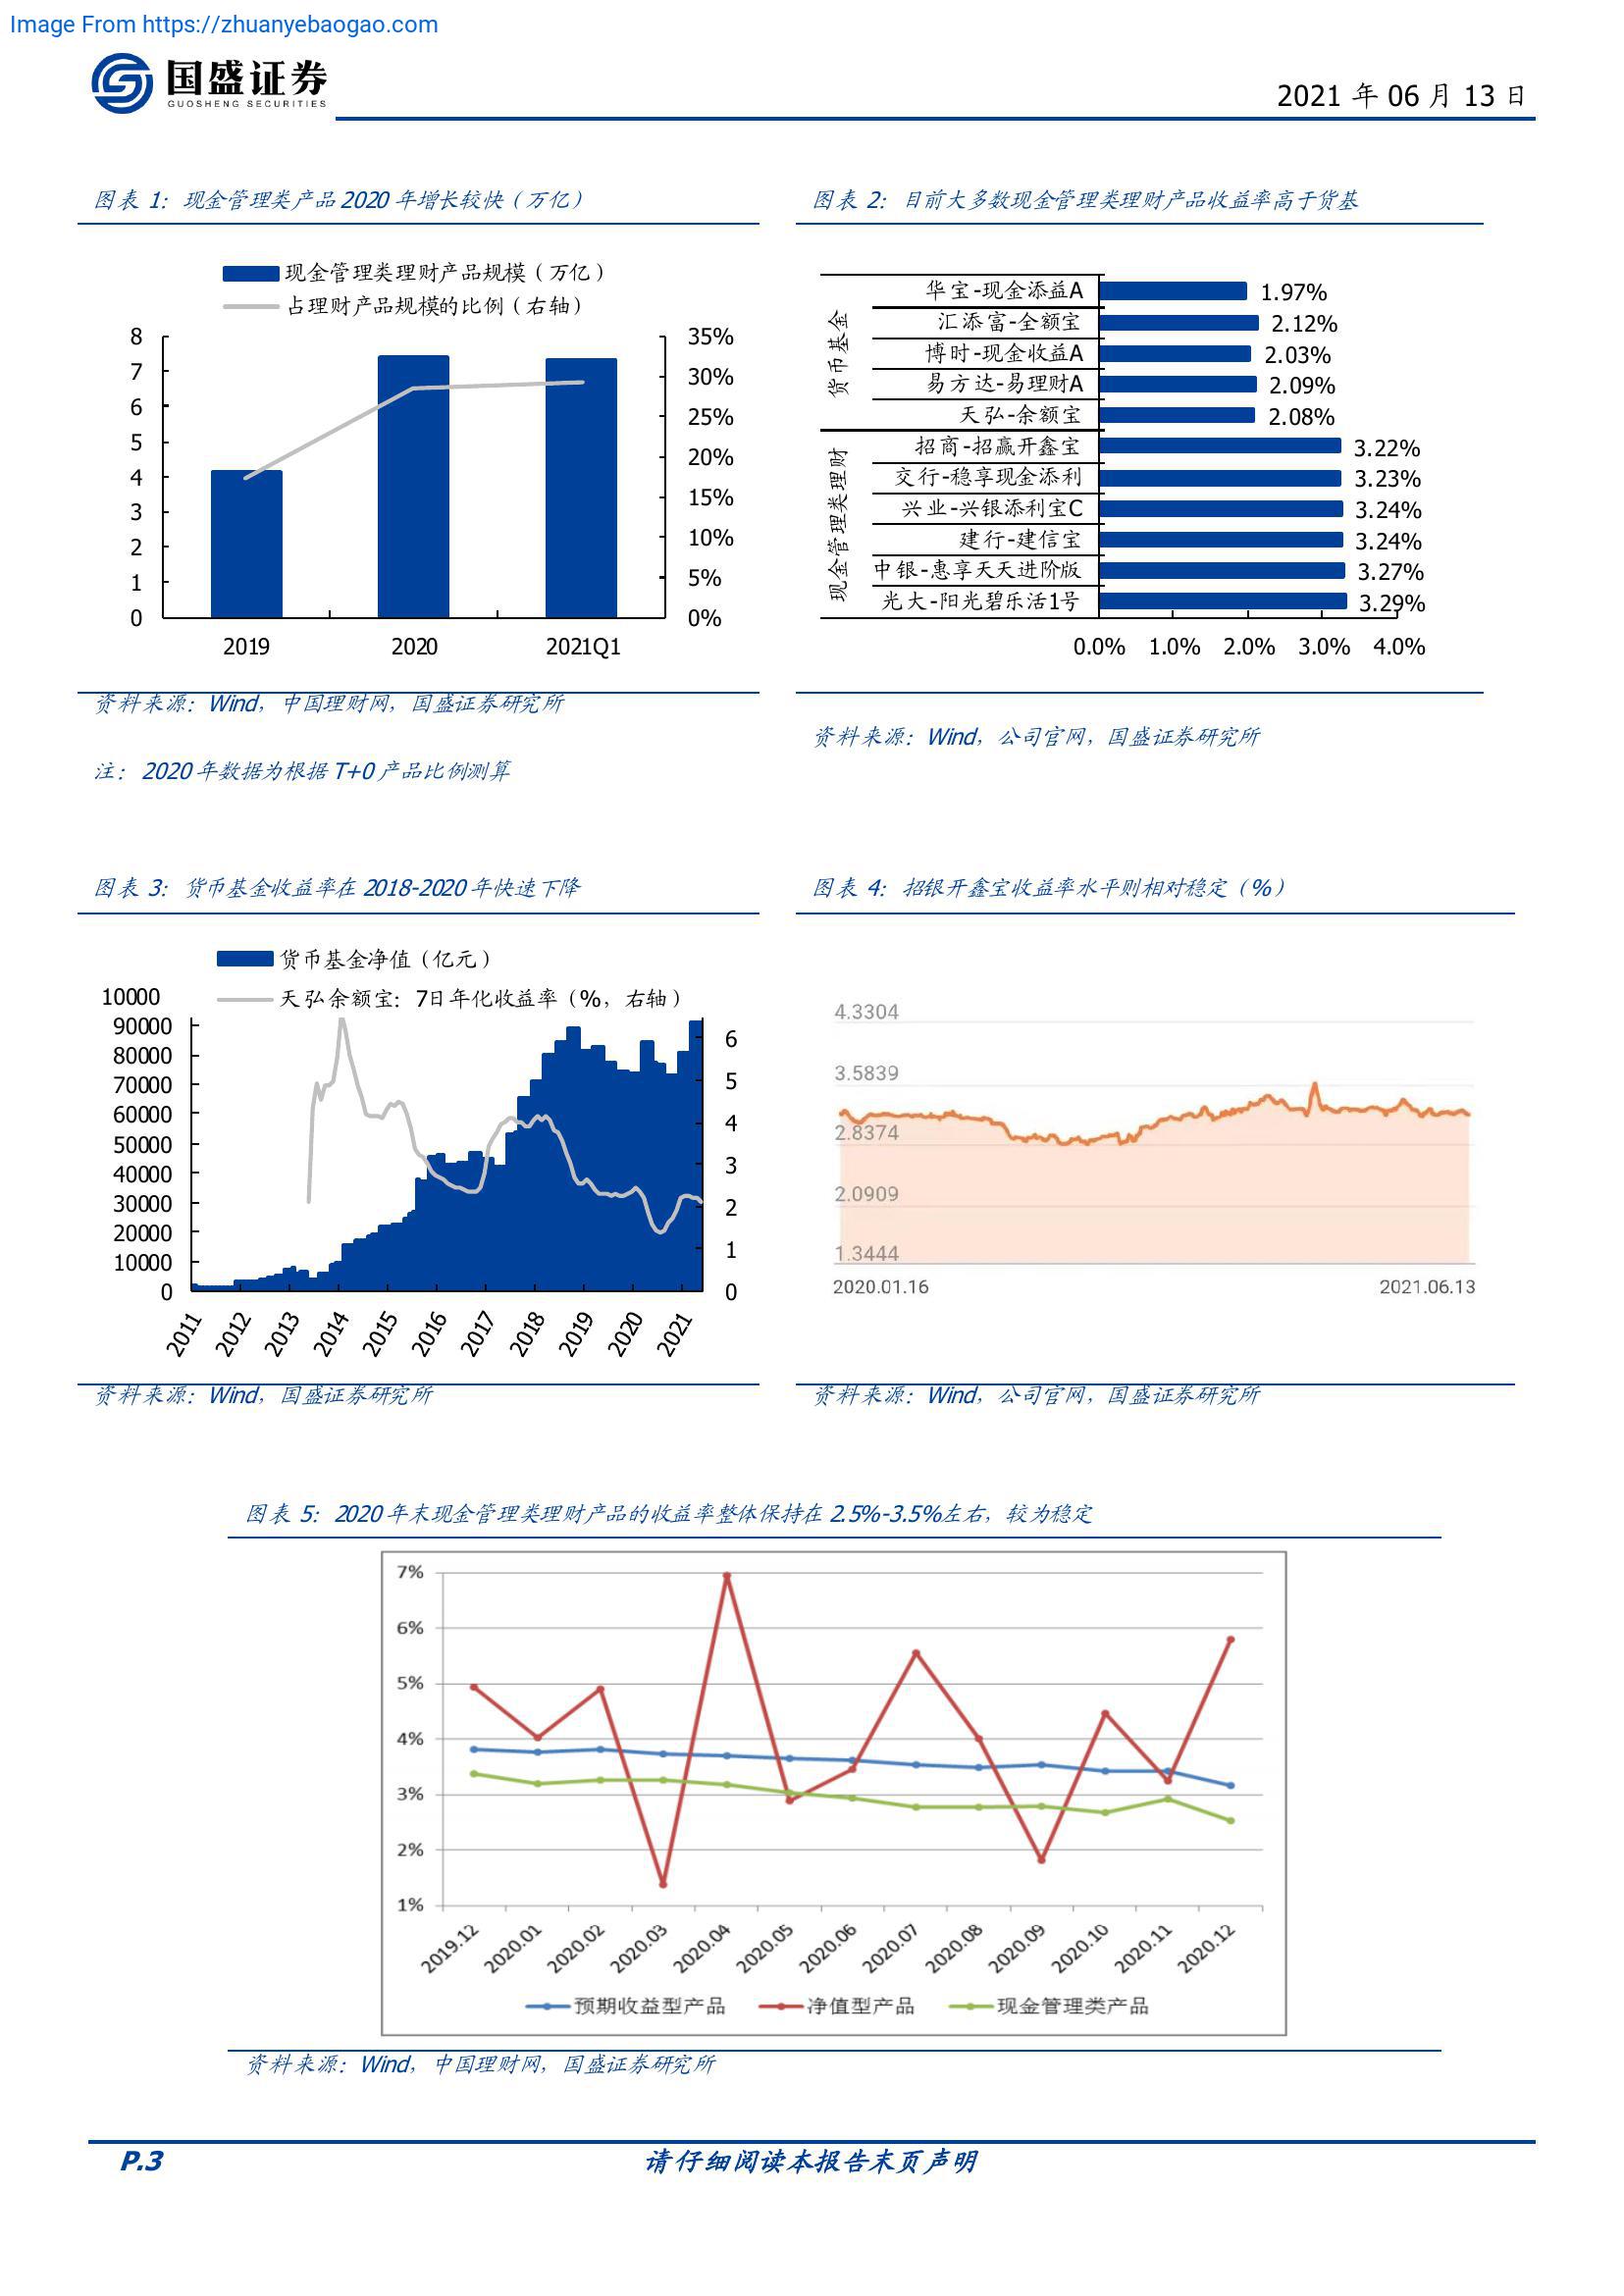 Image From https://zhuanyebaogao.com
国盛证券
GUOSHENG SECURITIES
2021 年 06 月 13 日
图表 1：现金管理类产品 2020 年增长较快（万亿）
现金管理类理财产品规模（万亿）
占理财产品规模的比例（右轴）
8
7
6
5
4
3
2
1
0
35%
30%
25%
20%
15%
10%
5%
0%
2019 2020 2021Q1
资料来源：Wind，中国理财网，国盛证券研究所
注：2020 年数据为根据 T+0 产品比例测算
图表 2：目前大多数现金管理类理财产品收益率高于货基
货币基金
华宝-现金添益A 1.97%
汇添富-全额宝 2.12%
博时-现金收益A 2.03%
易方达-易理财A 2.09%
天弘-余额宝 2.08%
现金管理类理财
招商-招赢开鑫宝 3.22%
交行-稳享现金添利 3.23%
兴业-兴银添利宝C 3.24%
建行-建信宝 3.24%
中银-惠享天天进阶版 3.27%
光大-阳光碧乐活1号 3.29%
0.0% 1.0% 2.0% 3.0% 4.0%
资料来源：Wind，公司官网，国盛证券研究所
图表 3：货币基金收益率在 2018-2020 年快速下降
货币基金净值（亿元）
天弘余额宝：7日年化收益率（%，右轴）
10000
90000
80000
70000
60000
50000
40000
30000
20000
10000
0
6
5
4
3
2
1
0
2011 2012 2013 2014 2015 2016 2017 2018 2019 2020 2021
资料来源：Wind，国盛证券研究所
图表 4：招银开鑫宝收益率水平则相对稳定（%）
4.3304
3.5839
2.8374
2.0909
1.3444
2020.01.16 2021.06.13
资料来源：Wind，公司官网，国盛证券研究所
图表 5：2020 年末现金管理类理财产品的收益率整体保持在 2.5%-3.5%左右，较为稳定
7%
6%
5%
4%
3%
2%
1%
2019.12 2020.01 2020.02 2020.03 2020.04 2020.05 2020.06 2020.07 2020.08 2020.09 2020.10 2020.11 2020.12
预期收益型产品 净值型产品 现金管理类产品
资料来源：Wind，中国理财网，国盛证券研究所
P.3 请仔细阅读本报告末页声明